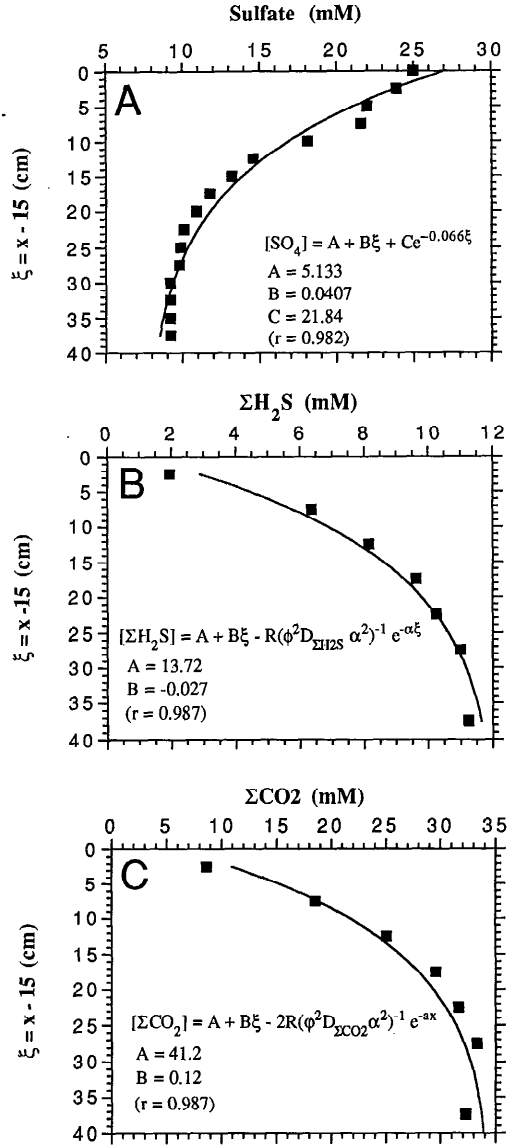 Sulfate (mM)
5 10 15 20 25 30
0
5
10
15
20
25
30
35
40
A
ξ = x - 15 (cm)
[SO4] = A + Bξ + Ce^-0.066ξ
A = 5.133
B = 0.0407
C = 21.84
(r = 0.982)
ΣH2S (mM)
0 2 4 6 8 10 12
0
5
10
15
20
25
30
35
40
B
ξ = x -15 (cm)
[ΣH2S] = A + Bξ - R(ϕ^2D_ΣH2S α^2)^-1 e^-αξ
A = 13.72
B = -0.027
(r = 0.987)
ΣCO2 (mM)
0 5 10 15 20 25 30 35
0
5
10
15
20
25
30
35
40
C
ξ = x - 15 (cm)
[ΣCO2] = A + Bξ - 2R(φ^2D_ΣCO2 α^2)^-1 e^-ax
A = 41.2
B = 0.12
(r = 0.987)